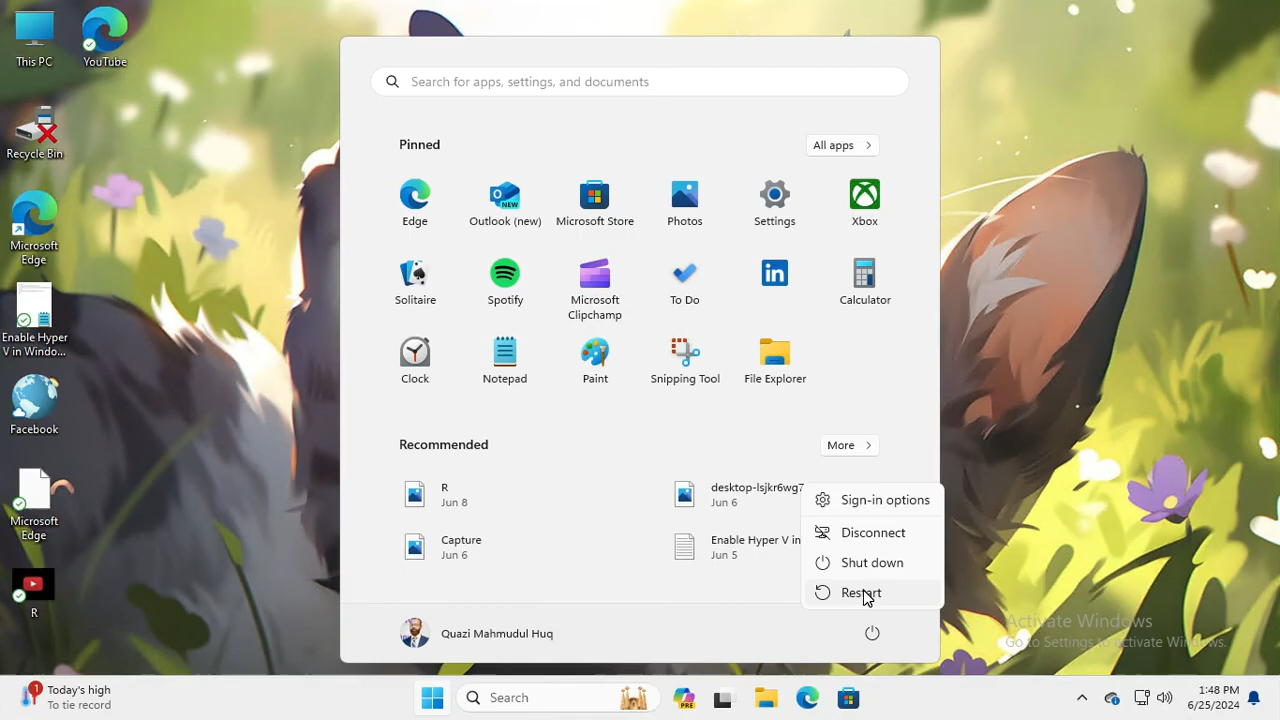 This PC
YouTube
Recycle Bin
Microsoft
Edge
Enable Hyper
V in Windo...
Facebook
Microsoft
Edge
R
Search for apps, settings, and documents
Pinned
All apps
Edge
NEW
Outlook (new)
Microsoft Store
Photos
Settings
Xbox
Solitaire
Spotify
Microsoft
Clipchamp
To Do
in
Calculator
Clock
Notepad
Paint
Snipping Tool
File Explorer
Recommended
More
R
Jun 8
desktop-lsjkr6wg7
Jun 6
Capture
Jun 6
Enable Hyper V in
Jun 5
Sign-in options
Disconnect
Shut down
Restart
Quazi Mahmudul Huq
Activate Windows
Go to Settings to activate Windows.
1
Today's high
To tie record
Search
PRE
1:48 PM
6/25/2024